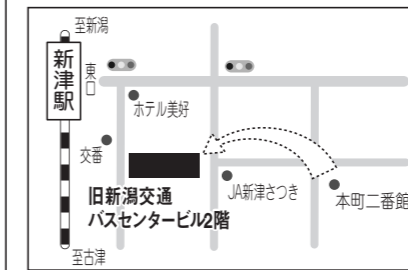 至新潟
新津駅
東口
ホテル美好
交番
旧新潟交通
バスセンタービル2階
JA新津さつき
本町二番館
至古津